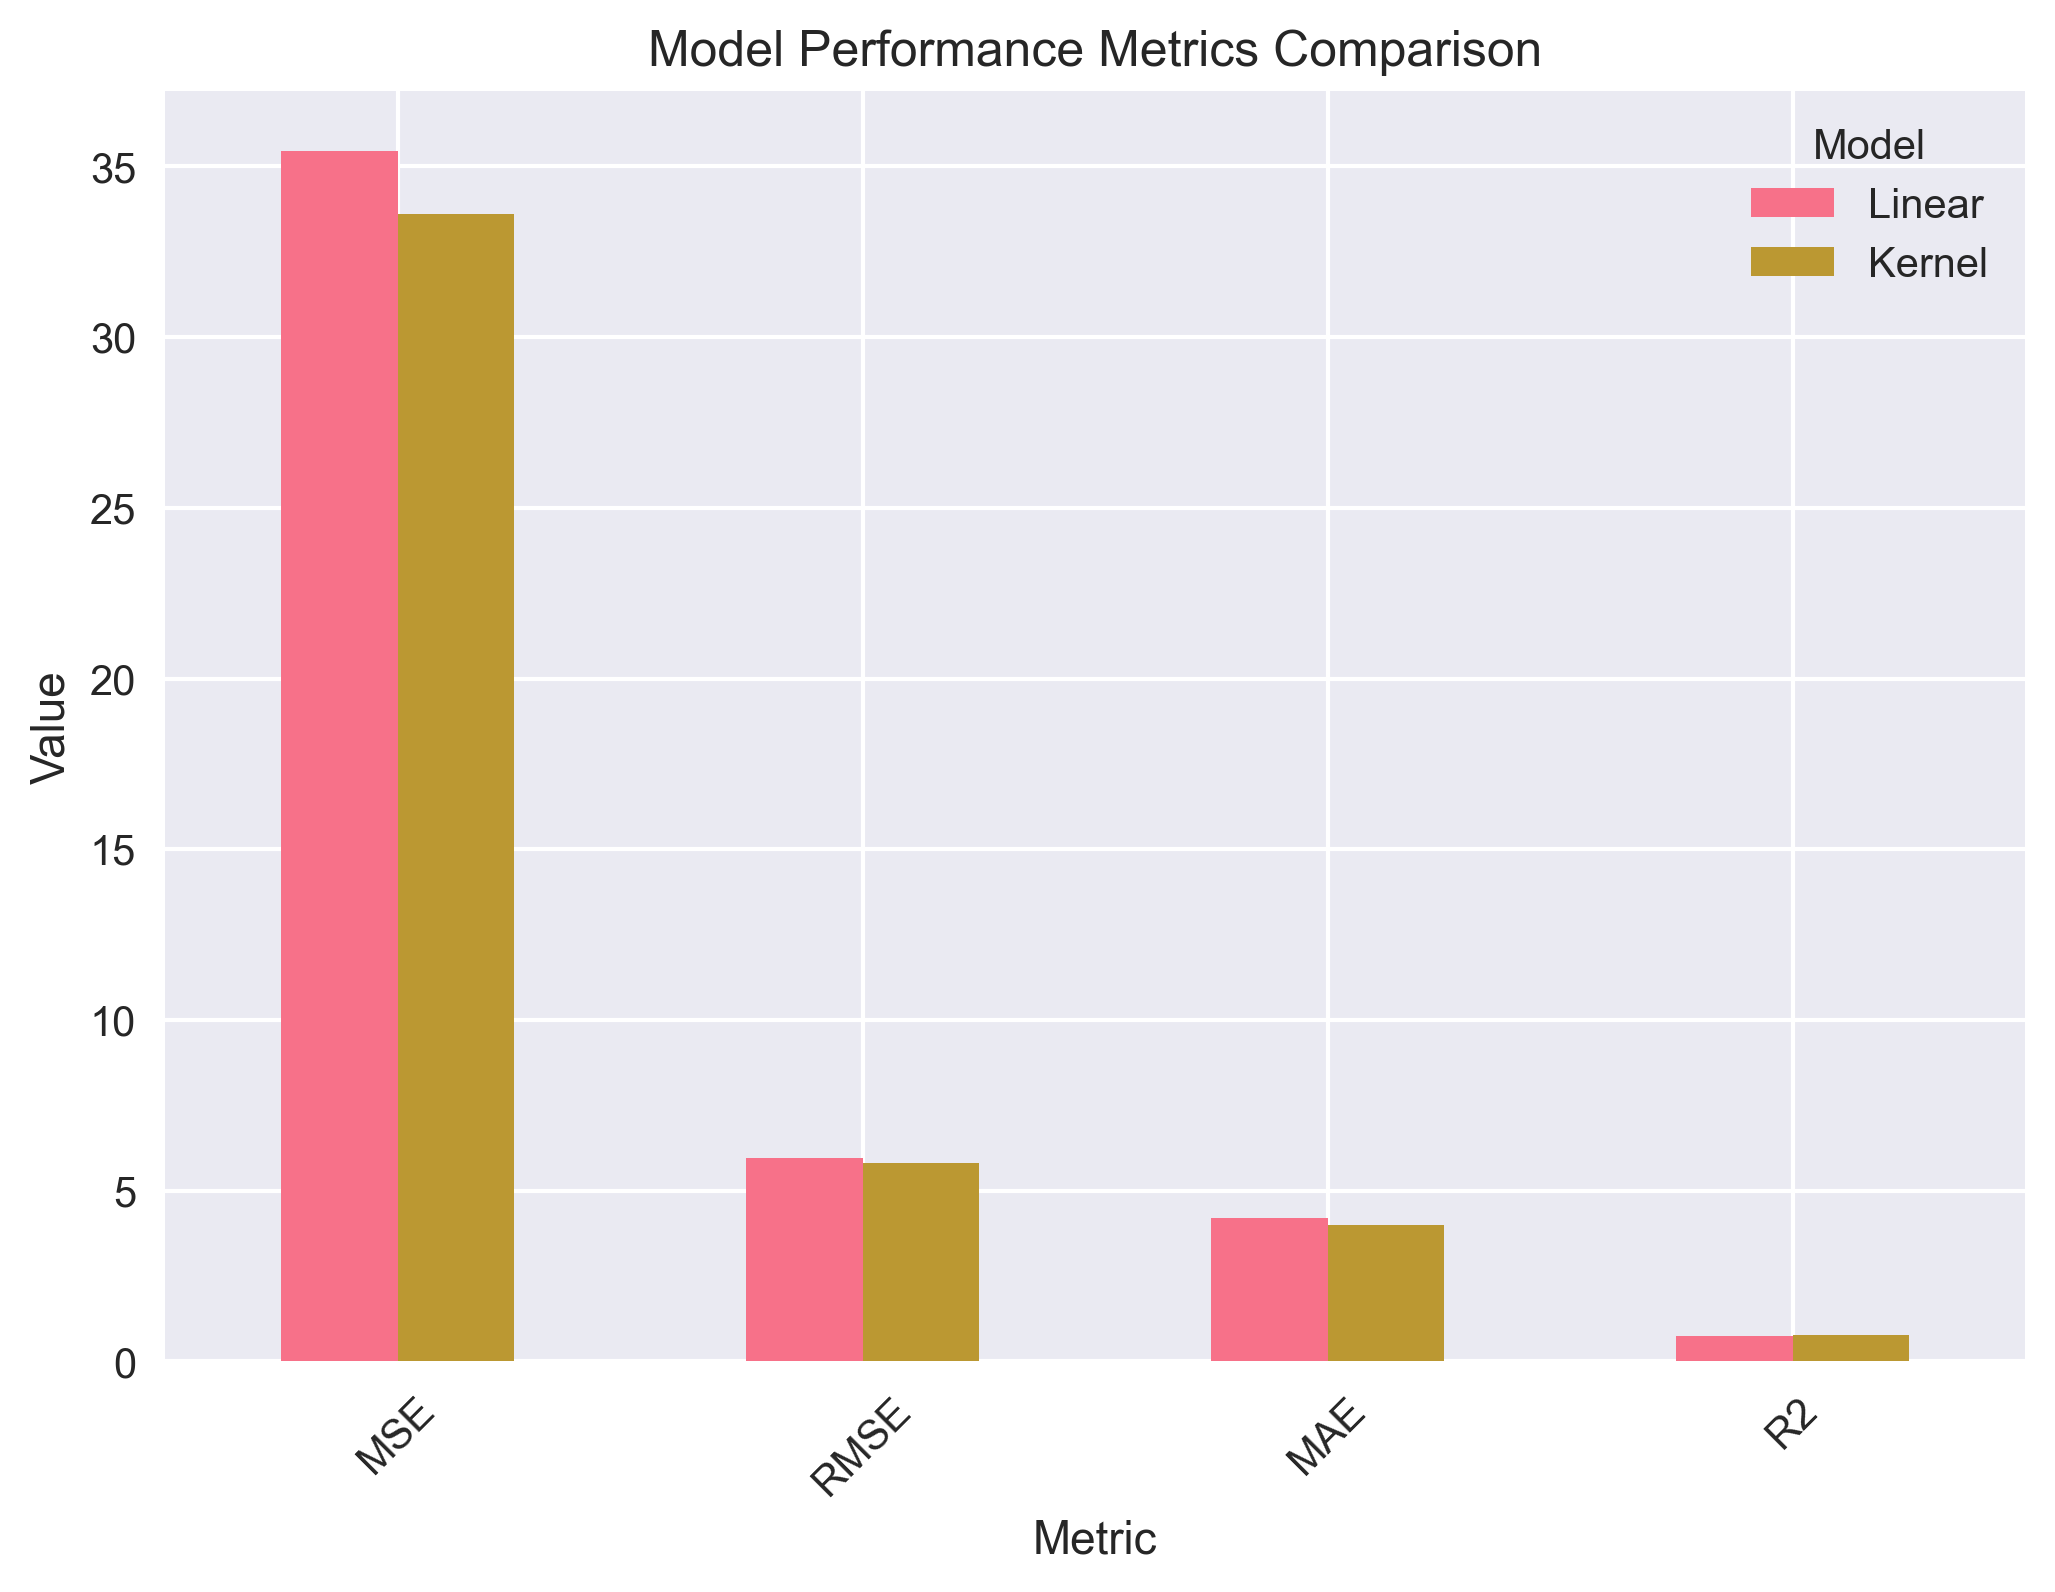 Model Performance Metrics Comparison
Model
Linear
Kernel
Value
35
30
25
20
15
10
5
0
MSE
RMSE
MAE
R2
Metric